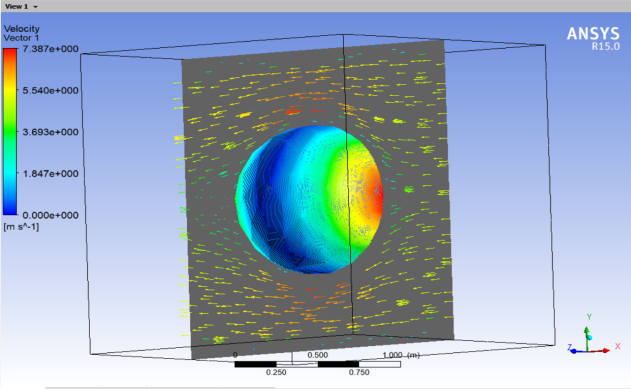 View 1
Velocity
Vector 1
7.387e+000
5.540e+000
3.693e+000
1.847e+000
0.000e+000
[m s^-1]
ANSYS
R15.0
0 0.500 1.000 (m)
0.250 0.750
Y
Z X